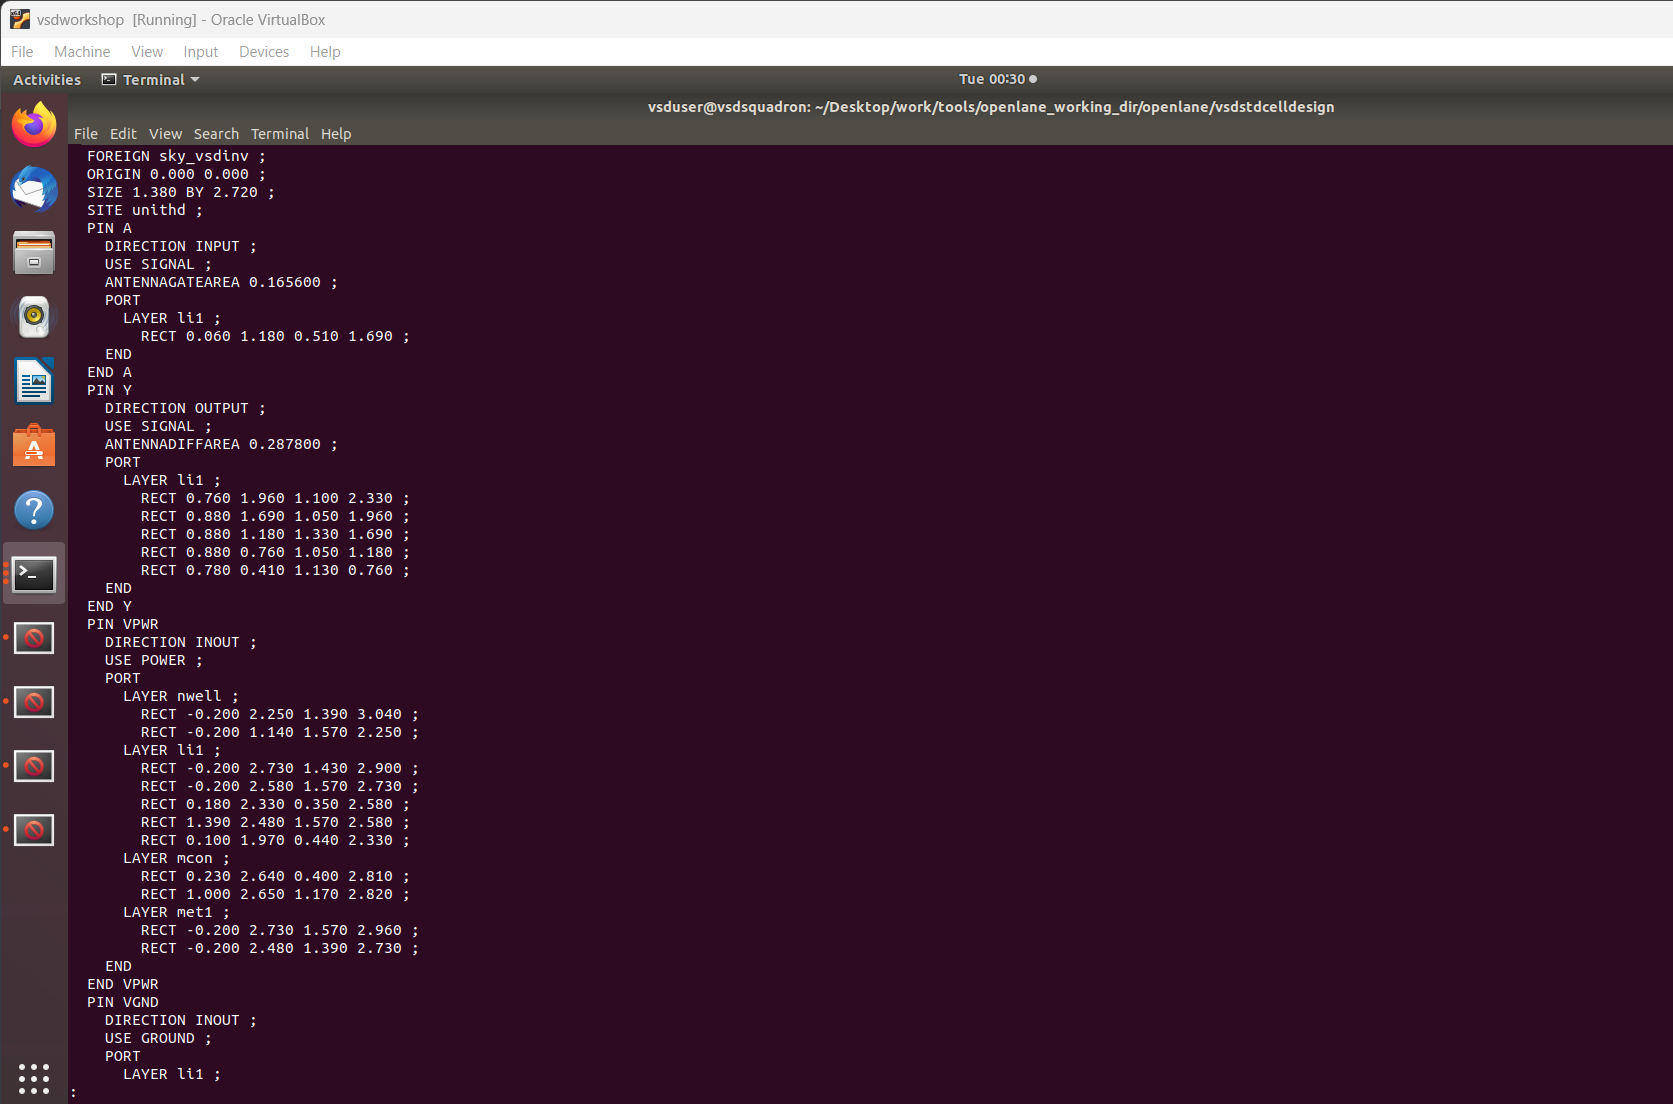 vsdworkshop [Running] - Oracle VirtualBox
File Machine View Input Devices Help
Activities Terminal Tue 00:30
vsduser@vsdsquadron: ~/Desktop/work/tools/openlane_working_dir/openlane/vsdstdcelldesign
File Edit View Search Terminal Help
FOREIGN sky_vsdinv ;
ORIGIN 0.000 0.000 ;
SIZE 1.380 BY 2.720 ;
SITE unithd ;
PIN A
DIRECTION INPUT ;
USE SIGNAL ;
ANTENNAGATEAREA 0.165600 ;
PORT
LAYER li1 ;
RECT 0.060 1.180 0.510 1.690 ;
END
END A
PIN Y
DIRECTION OUTPUT ;
USE SIGNAL ;
ANTENNADIFFAREA 0.287800 ;
PORT
LAYER li1 ;
RECT 0.760 1.960 1.100 2.330 ;
RECT 0.880 1.690 1.050 1.960 ;
RECT 0.880 1.180 1.330 1.690 ;
RECT 0.880 0.760 1.050 1.180 ;
RECT 0.780 0.410 1.130 0.760 ;
END
END Y
PIN VPWR
DIRECTION INOUT ;
USE POWER ;
PORT
LAYER nwell ;
RECT -0.200 2.250 1.390 3.040 ;
RECT -0.200 1.140 1.570 2.250 ;
LAYER li1 ;
RECT -0.200 2.730 1.430 2.900 ;
RECT -0.200 2.580 1.570 2.730 ;
RECT 0.180 2.330 0.350 2.580 ;
RECT 1.390 2.480 1.570 2.580 ;
RECT 0.100 1.970 0.440 2.330 ;
LAYER mcon ;
RECT 0.230 2.640 0.400 2.810 ;
RECT 1.000 2.650 1.170 2.820 ;
LAYER met1 ;
RECT -0.200 2.730 1.570 2.960 ;
RECT -0.200 2.480 1.390 2.730 ;
END
END VPWR
PIN VGND
DIRECTION INOUT ;
USE GROUND ;
PORT
LAYER li1 ;
: